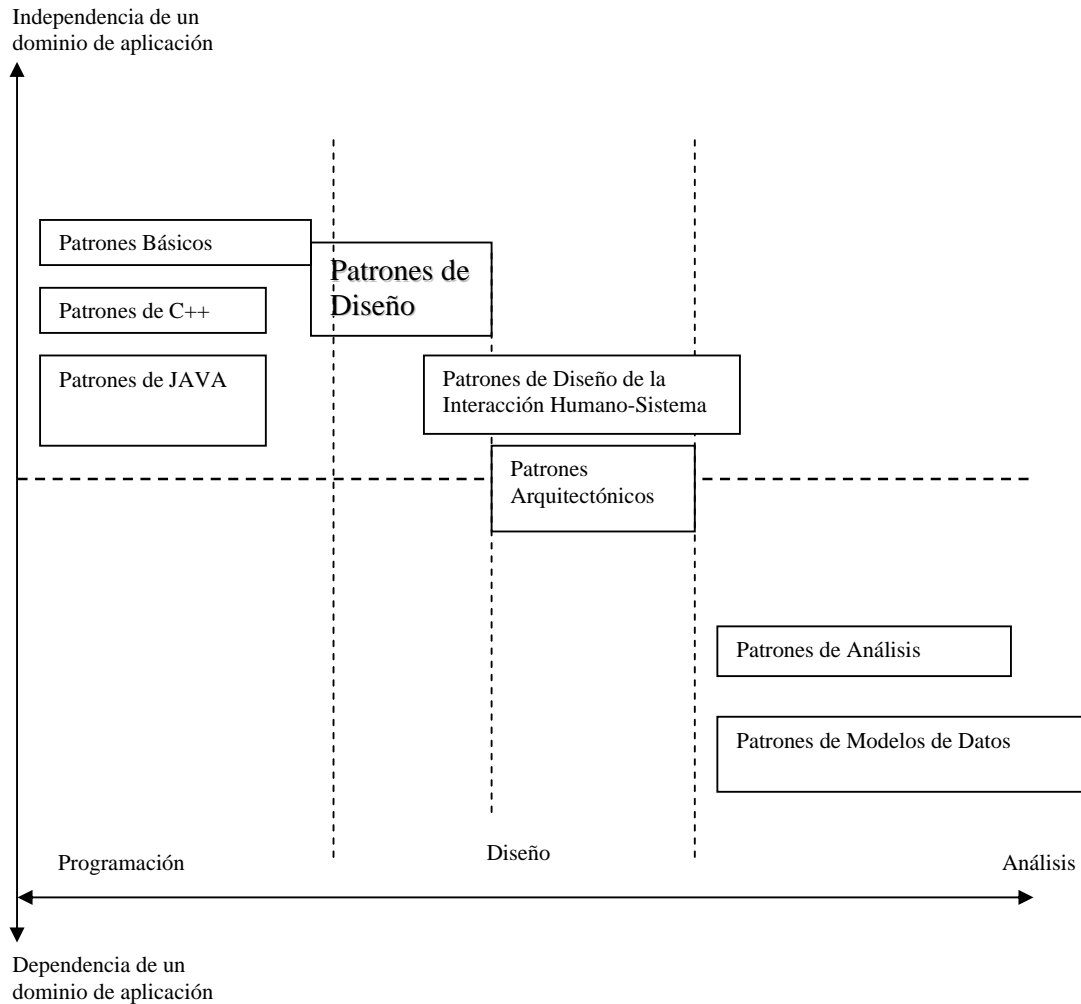 Independencia de un
dominio de aplicación
Patrones Básicos
Patrones de
Diseño
Patrones de C++
Patrones de JAVA
Patrones de Diseño de la
Interacción Humano-Sistema
Patrones
Arquitectónicos
Patrones de Análisis
Patrones de Modelos de Datos
Programación
Diseño
Análisis
Dependencia de un
dominio de aplicación